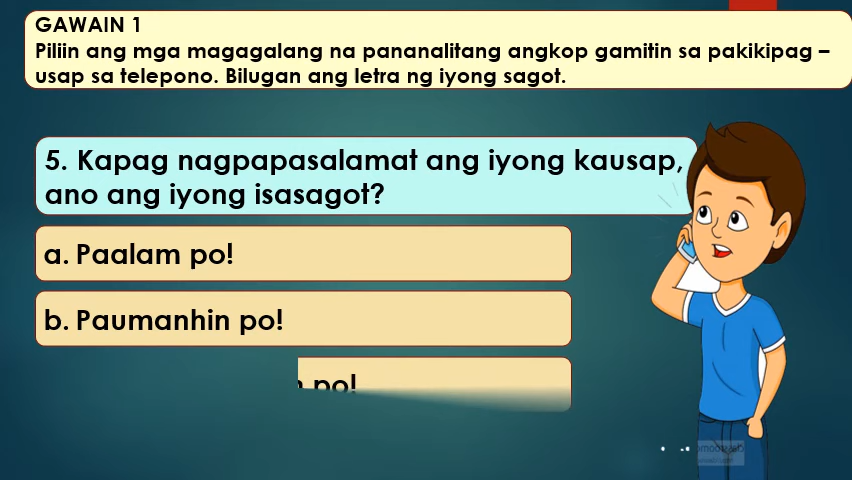 GAWAIN 1
Piliin ang mga magagalang na pananalitang angkop gamitin sa pakikipag –
usap sa telepono. Bilugan ang letra ng iyong sagot.
5. Kapag nagpapasalamat ang iyong kausap,
ano ang iyong isasagot?
a. Paalam po!
b. Paumanhin po!
po!